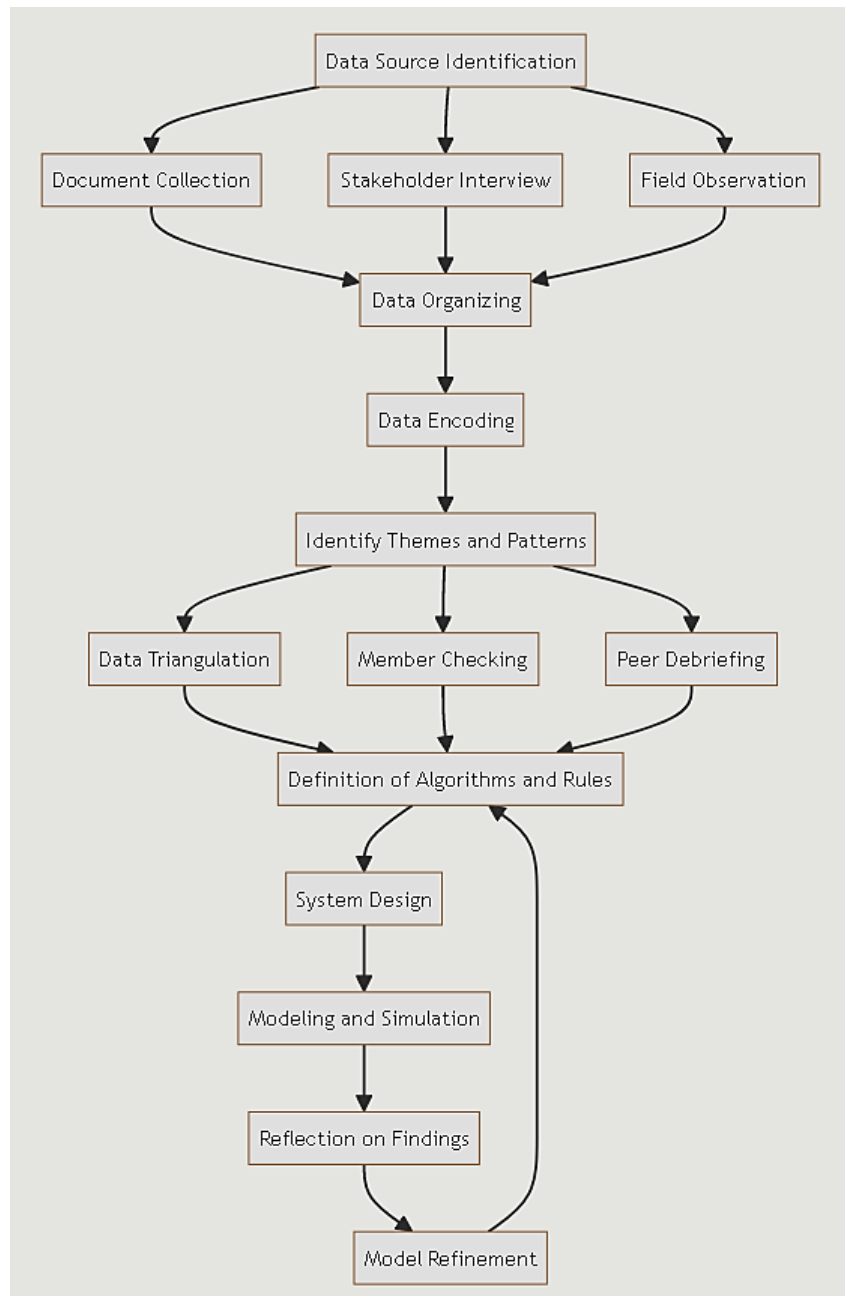 Data Source Identification
Document Collection
Stakeholder Interview
Field Observation
Data Organizing
Data Encoding
Identify Themes and Patterns
Data Triangulation
Member Checking
Peer Debriefing
Definition of Algorithms and Rules
System Design
Modeling and Simulation
Reflection on Findings
Model Refinement